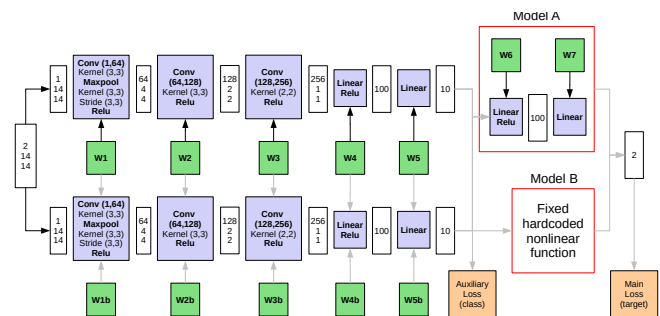 Model A
W6
W7
Linear
Relu
100
Linear
2
14
14
1
14
14
Conv (1,64)
Kernel (3,3)
Maxpool
Kernel (3,3)
Stride (3,3)
Relu
64
4
4
Conv
(64,128)
Kernel (3,3)
Relu
128
2
2
Conv
(128,256)
Kernel (2,2)
Relu
256
1
1
Linear
Relu
100
Linear
10
W1
W2
W3
W4
W5
2
1
14
14
Conv (1,64)
Kernel (3,3)
Maxpool
Kernel (3,3)
Stride (3,3)
Relu
64
4
4
Conv
(64,128)
Kernel (3,3)
Relu
128
2
2
Conv
(128,256)
Kernel (2,2)
Relu
256
1
1
Linear
Relu
100
Linear
10
Model B
Fixed
hardcoded
nonlinear
function
W1b
W2b
W3b
W4b
W5b
Auxiliary
Loss
(class)
Main
Loss
(target)